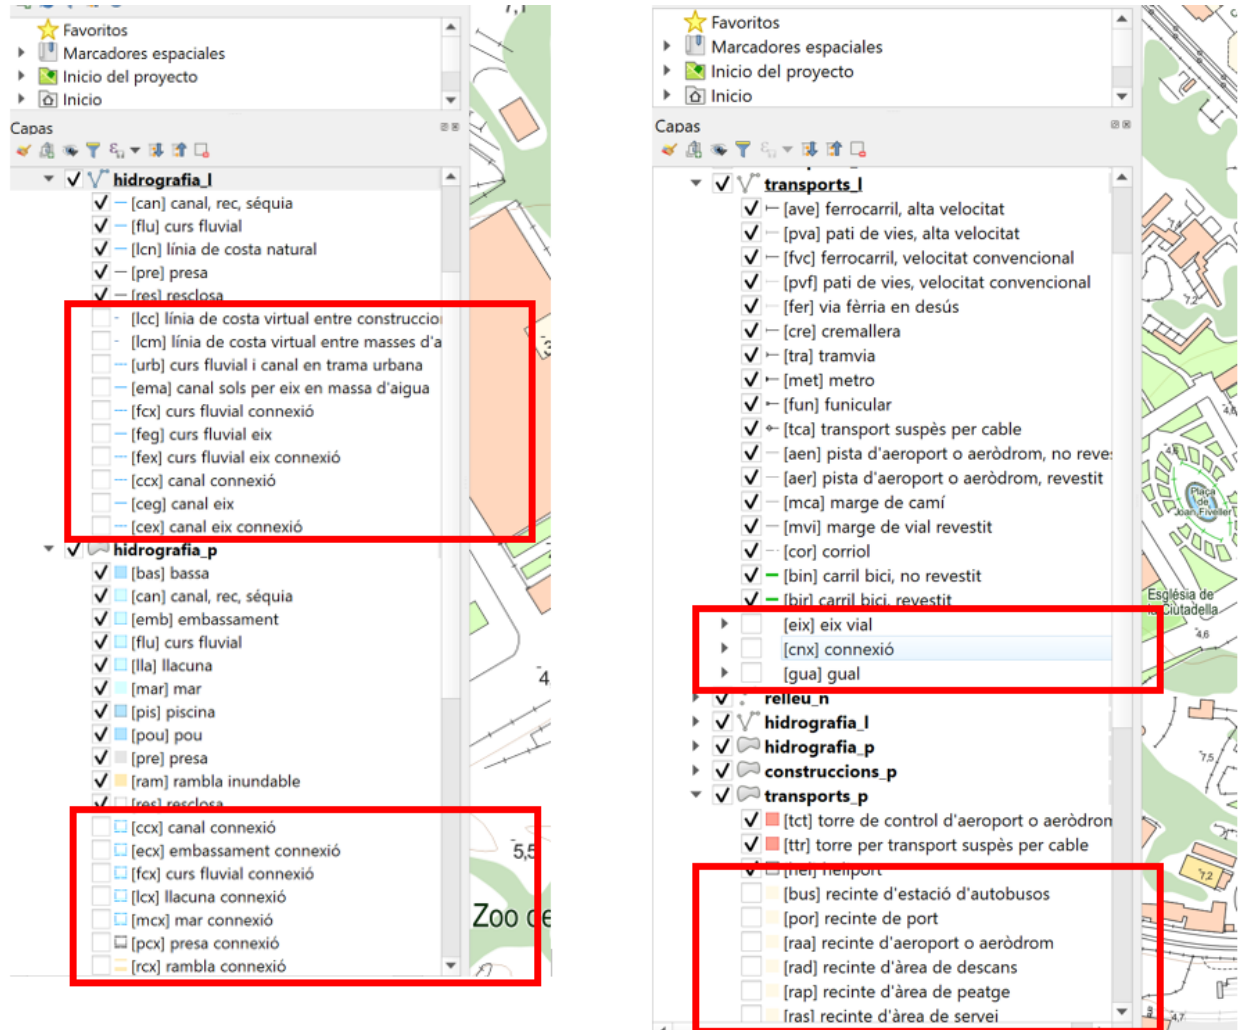 Favoritos
Marcadores espaciales
Inicio del proyecto
Inicio
Capas
hidrografia_l
[can] canal, rec, séquia
[flu] curs fluvial
[lcn] línia de costa natural
[pre] presa
[res] resclosa
[lcc] línia de costa virtual entre construccio
[lcm] línia de costa virtual entre masses d'a
[urb] curs fluvial i canal en trama urbana
[ema] canal sols per eix en massa d'aigua
[fcx] curs fluvial connexió
[feg] curs fluvial eix
[fex] curs fluvial eix connexió
[ccx] canal connexió
[ceg] canal eix
[cex] canal eix connexió
hidrografia_p
[bas] bassa
[can] canal, rec, séquia
[emb] embassament
[flu] curs fluvial
[lla] llacuna
[mar] mar
[pis] piscina
[pou] pou
[pre] presa
[ram] rambla inundable
[res] resclosa
[ccx] canal connexió
[ecx] embassament connexió
[fcx] curs fluvial connexió
[lcx] llacuna connexió
[mcx] mar connexió
[pcx] presa connexió
[rcx] rambla connexió
7,1
5,5
Zoo de
Favoritos
Marcadores espaciales
Inicio del proyecto
Inicio
Capas
transports_l
[ave] ferrocarril, alta velocitat
[pva] pati de vies, alta velocitat
[fvc] ferrocarril, velocitat convencional
[pvf] pati de vies, velocitat convencional
[fer] via fèrria en desús
[cre] cremallera
[tra] tramvia
[met] metro
[fun] funicular
[tca] transport suspès per cable
[aen] pista d'aeroport o aeròdrom, no reve
[aer] pista d'aeroport o aeròdrom, revestit
[mca] marge de camí
[mvi] marge de vial revestit
[cor] corriol
[bin] carril bici, no revestit
[bir] carril bici, revestit
[eix] eix vial
[cnx] connexió
[gua] gual
relleu_n
hidrografia_l
hidrografia_p
construccions_p
transports_p
[tct] torre de control d'aeroport o aeròdrom
[ttr] torre per transport suspès per cable
[hel] heliport
[bus] recinte d'estació d'autobusos
[por] recinte de port
[raa] recinte d'aeroport o aeròdrom
[rad] recinte d'àrea de descans
[rap] recinte d'àrea de peatge
[ras] recinte d'àrea de servei
7,2
4,6
Plaça
de
Joan Fiveller
Església de
la Ciutadella
4,6
7,5
7,2
4,7